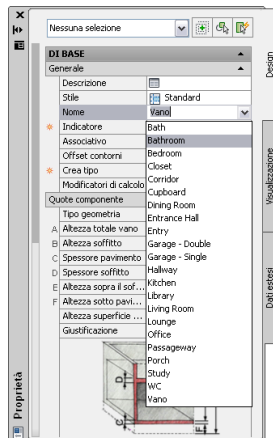 Nessuna selezione
Design
DI BASE
Generale
Descrizione
Stile Standard
Nome Vano
Indicatore
Associativo
Offset contorni
Crea tipo
Modificatori di calcolo
Quote componente
Tipo geometria
A Altezza totale vano
B Altezza soffitto
C Spessore pavimento
D Spessore soffitto
E Altezza sopra il sof...
F Altezza sotto pavi...
Altezza superficie ...
Giustificazione
Bath
Bathroom
Bedroom
Closet
Corridor
Cupboard
Dining Room
Entrance Hall
Entry
Garage - Double
Garage - Single
Hallway
Kitchen
Library
Living Room
Lounge
Office
Passageway
Porch
Study
WC
Vano
Visualizzazione
Dati estesi
Proprietà
D
C
F